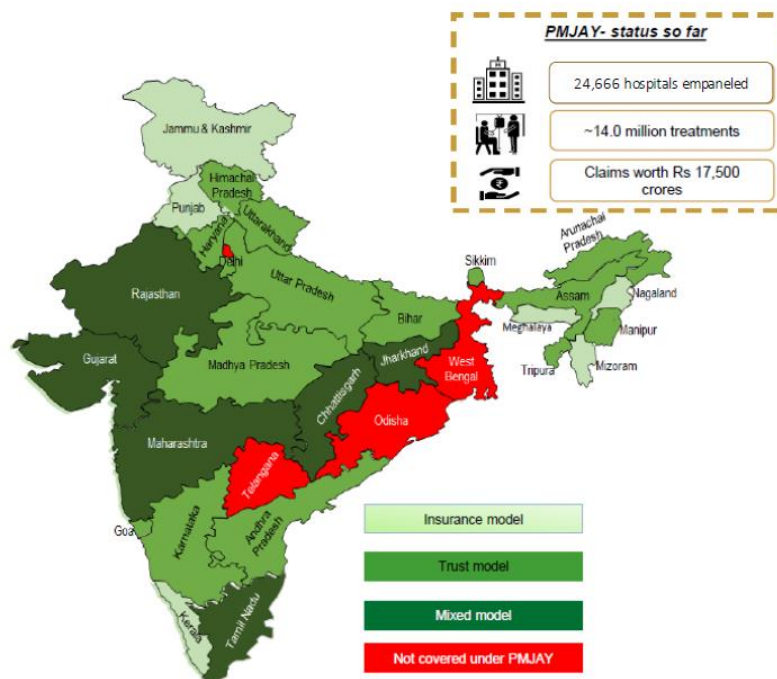 PMJAY- status so far
24,666 hospitals empaneled
~14.0 million treatments
Claims worth Rs 17,500
crores
Jammu & Kashmir
Himachal
Pradesh
Punjab
Uttarakhand
Haryana
Delhi
Arunachal
Pradesh
Sikkim
Uttar Pradesh
Rajasthan
Assam
Nagaland
Bihar
Meghalaya
Manipur
Gujarat
Madhya Pradesh
Jharkhand
West
Bengal
Tripura
Mizoram
Chhattisgarh
Odisha
Maharashtra
Telangana
Goa
Karnataka
Andhra
Pradesh
Kerala
Tamil Nadu
Insurance model
Trust model
Mixed model
Not covered under PMJAY